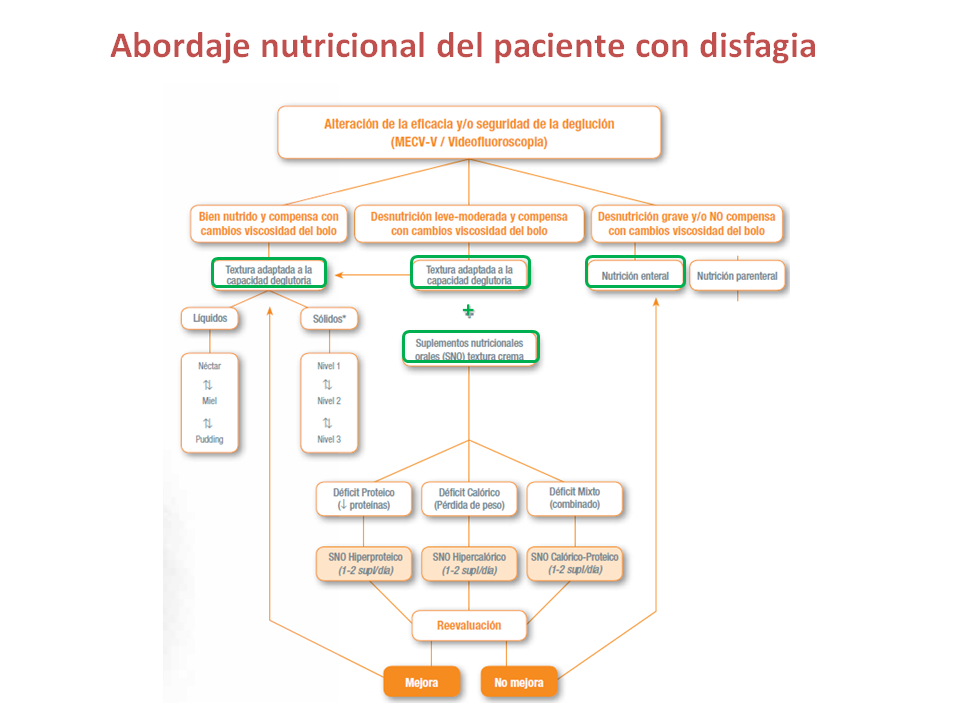 Abordaje nutricional del paciente con disfagia
Alteración de la eficacia y/o seguridad de la deglución
(MECV-V / Videofluoroscopia)
Bien nutrido y compensa con
cambios viscosidad del bolo
Desnutrición leve-moderada y compensa
con cambios viscosidad del bolo
Desnutrición grave y/o NO compensa
con cambios viscosidad del bolo
Textura adaptada a la
capacidad deglutoria
Textura adaptada a la
capacidad deglutoria
Nutrición enteral
Nutrición parenteral
+
Líquidos
Sólidos*
Suplementos nutricionales
orales (SNO) textura crema
Néctar
⇅
Miel
⇅
Pudding
Nivel 1
⇅
Nivel 2
⇅
Nivel 3
Déficit Proteico
(↓ proteínas)
Déficit Calórico
(Pérdida de peso)
Déficit Mixto
(combinado)
SNO Hiperproteico
(1-2 supl/día)
SNO Hipercalórico
(1-2 supl/día)
SNO Calórico-Proteico
(1-2 supl/día)
Reevaluación
Mejora
No mejora